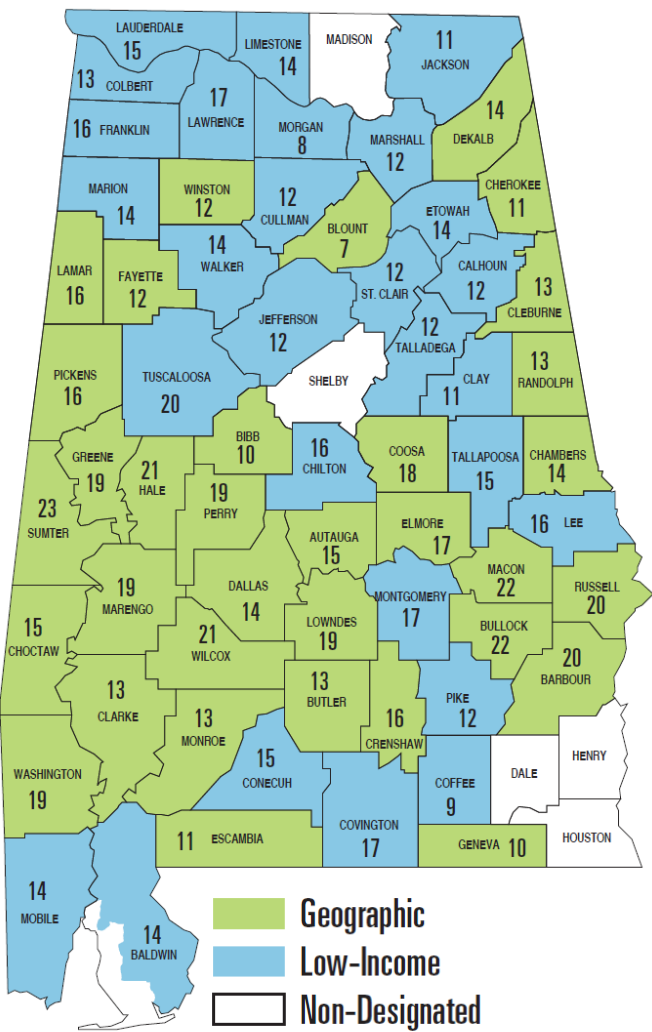 LAUDERDALE
15
LIMESTONE
14
MADISON
11
JACKSON
13 COLBERT
17
LAWRENCE
14
DEKALB
16 FRANKLIN
MORGAN
8
MARSHALL
12
CHEROKEE
11
MARION
14
WINSTON
12
12
CULLMAN
BLOUNT
7
ETOWAH
14
14
WALKER
LAMAR
16
FAYETTE
12
12
ST. CLAIR
CALHOUN
12
13
CLEBURNE
JEFFERSON
12
12
TALLADEGA
PICKENS
16
TUSCALOOSA
20
SHELBY
CLAY
11
13
RANDOLPH
BIBB
10
16
CHILTON
COOSA
18
TALLAPOOSA
15
CHAMBERS
14
GREENE
19
21
HALE
19
PERRY
23
SUMTER
AUTAUGA
15
ELMORE
17
16 LEE
19
MARENGO
DALLAS
14
MONTGOMERY
17
MACON
22
RUSSELL
20
15
CHOCTAW
21
WILCOX
LOWNDES
19
BULLOCK
22
20
BARBOUR
13
CLARKE
13
MONROE
13
BUTLER
16
CRENSHAW
PIKE
12
WASHINGTON
19
15
CONECUH
COFFEE
9
DALE
HENRY
11 ESCAMBIA
COVINGTON
17
GENEVA 10
HOUSTON
14
MOBILE
14
BALDWIN
Geographic
Low-Income
Non-Designated